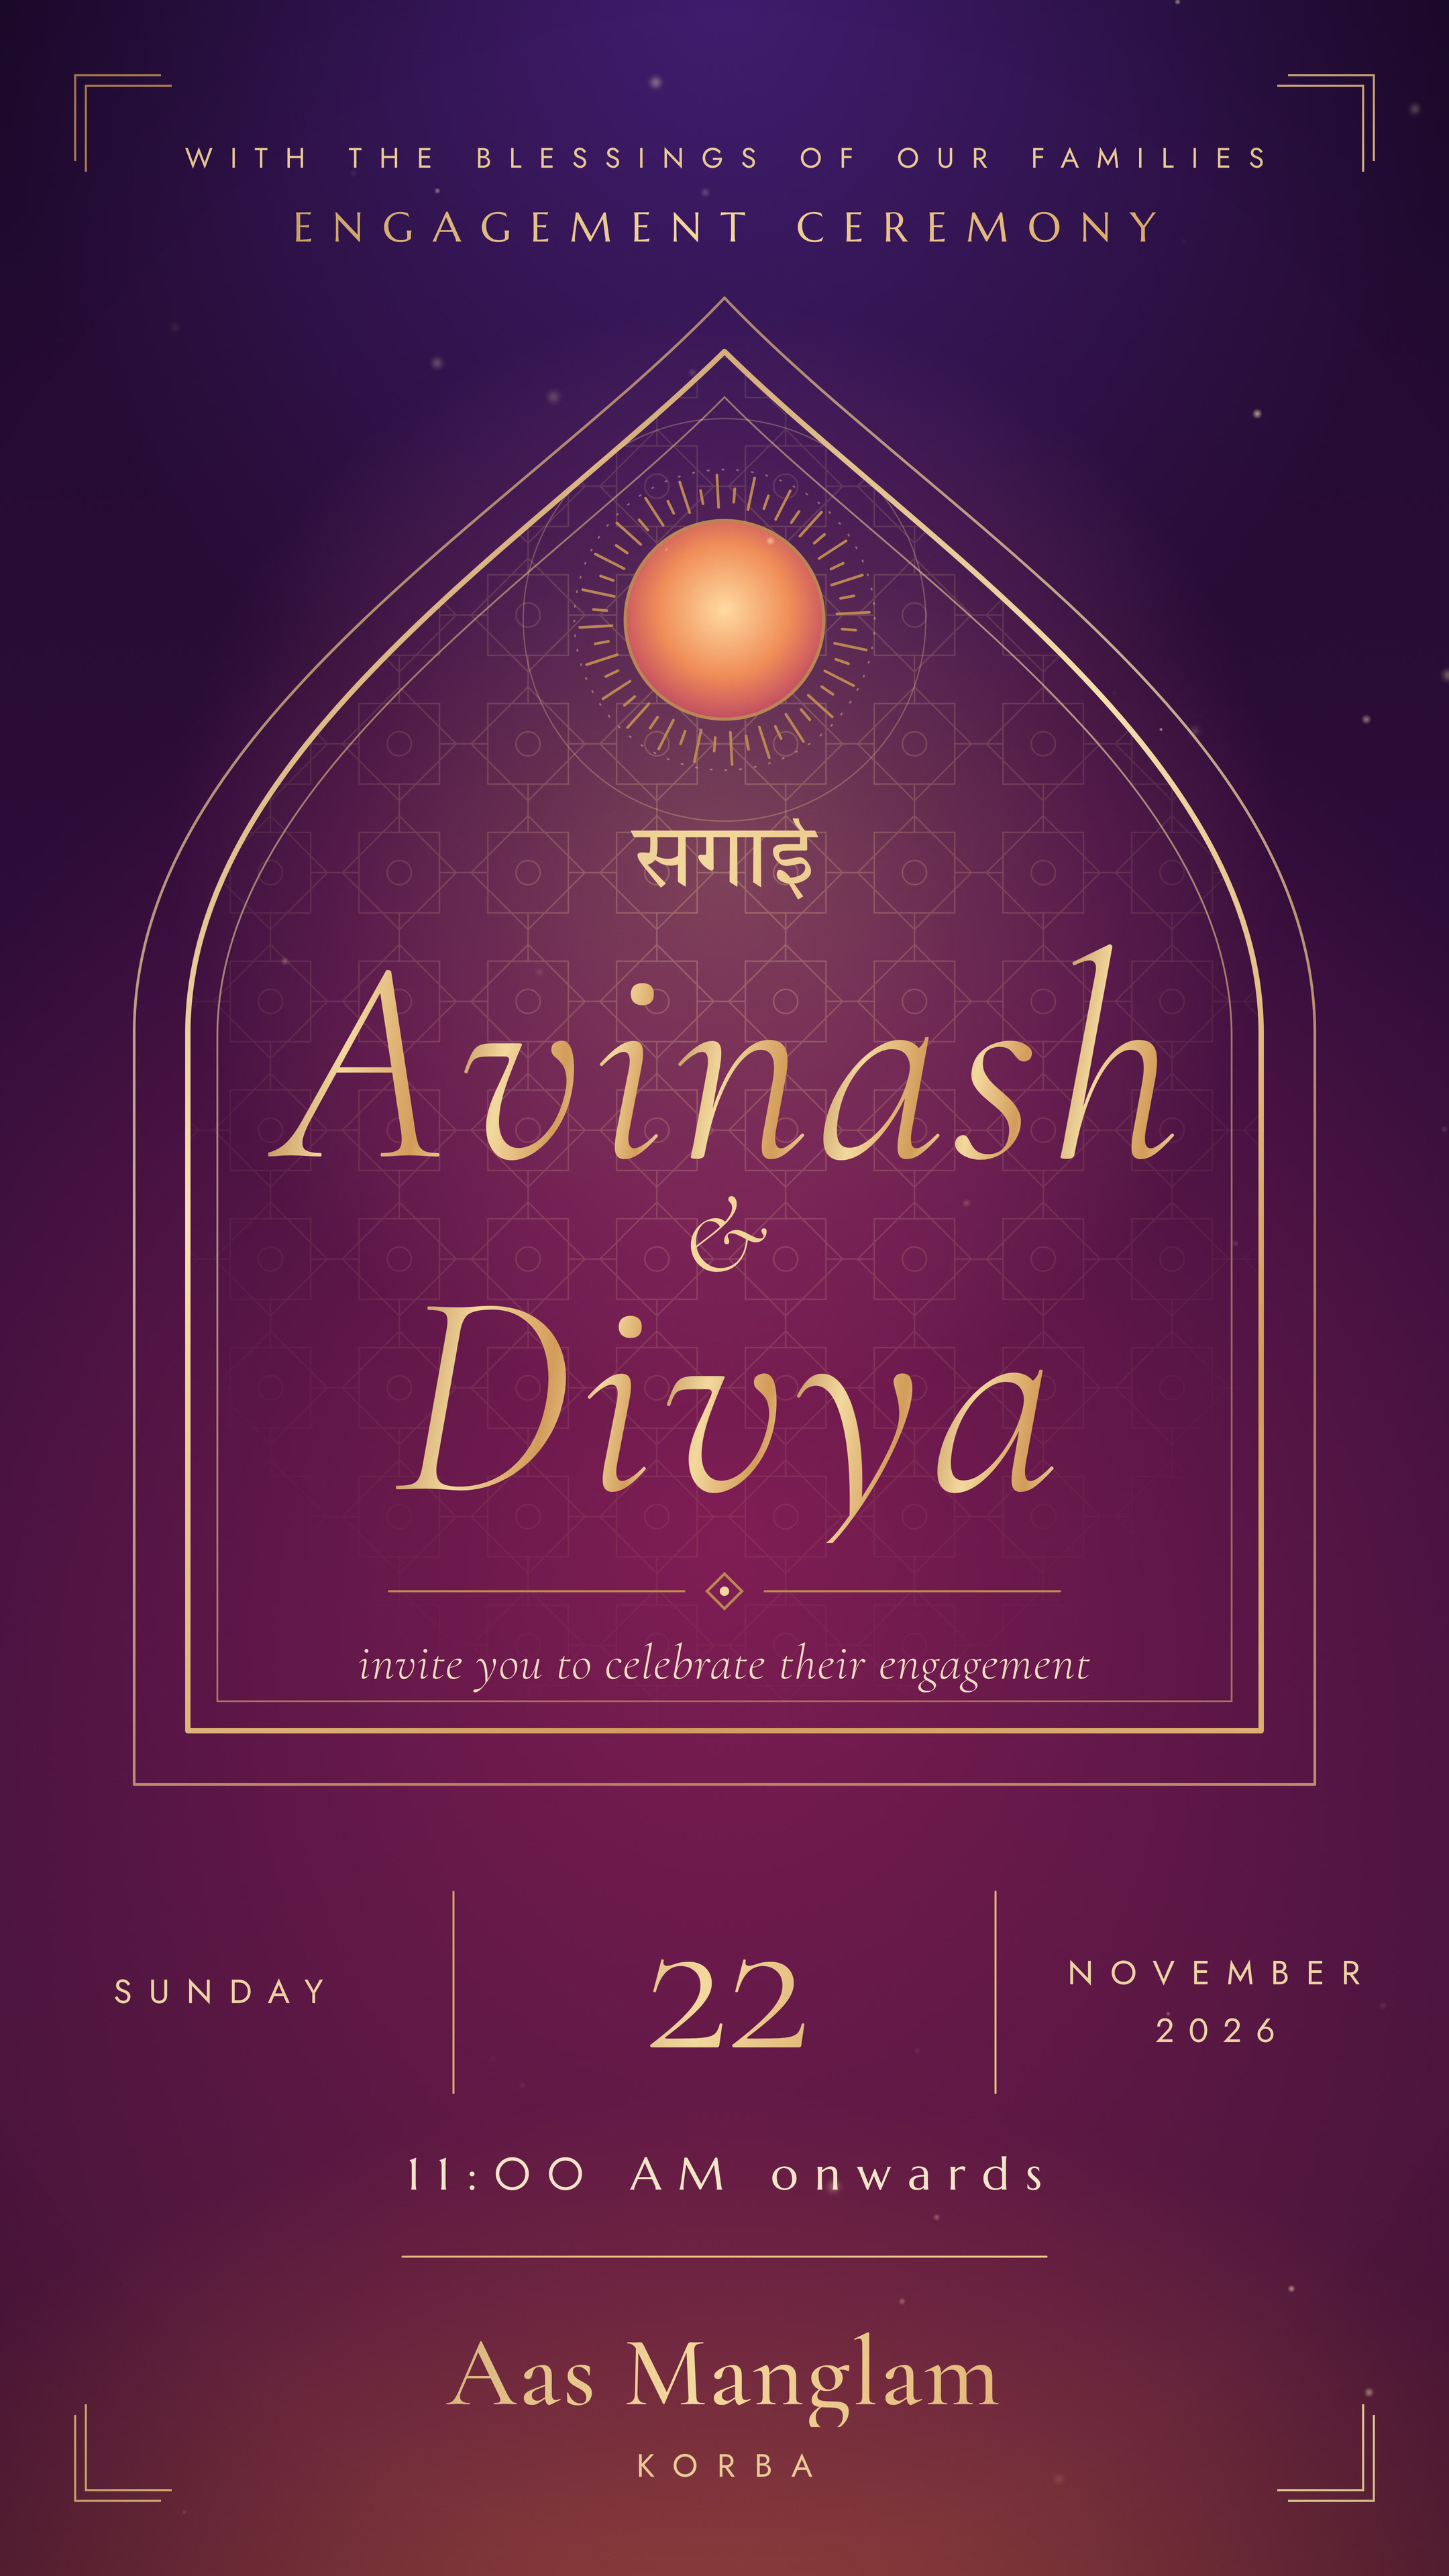 WITH THE BLESSINGS OF OUR FAMILIES
ENGAGEMENT CEREMONY
सगाई
Avinash
&
Divya
invite you to celebrate their engagement
SUNDAY
22
NOVEMBER
2026
11:00 AM onwards
Aas Manglam
KORBA